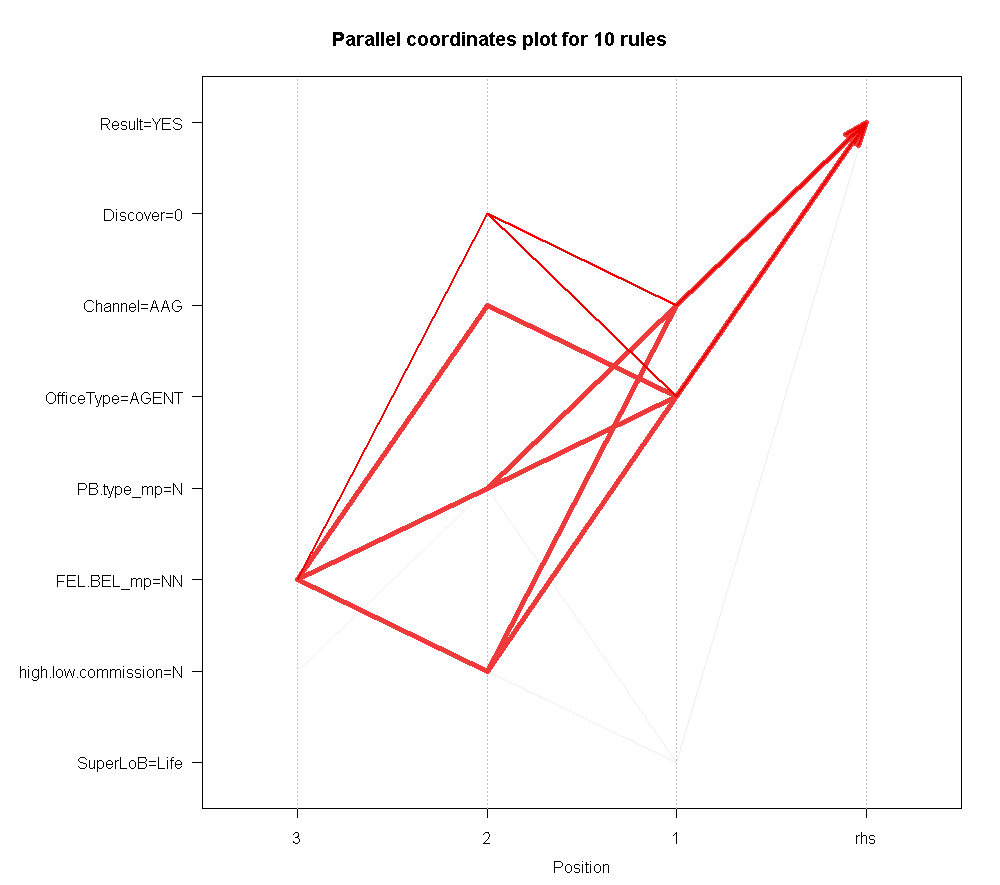 Parallel coordinates plot for 10 rules
Result=YES
Discover=0
Channel=AAG
OfficeType=AGENT
PB.type_mp=N
FEL.BEL_mp=NN
high.low.commission=N
SuperLoB=Life
3 2 1 rhs
Position